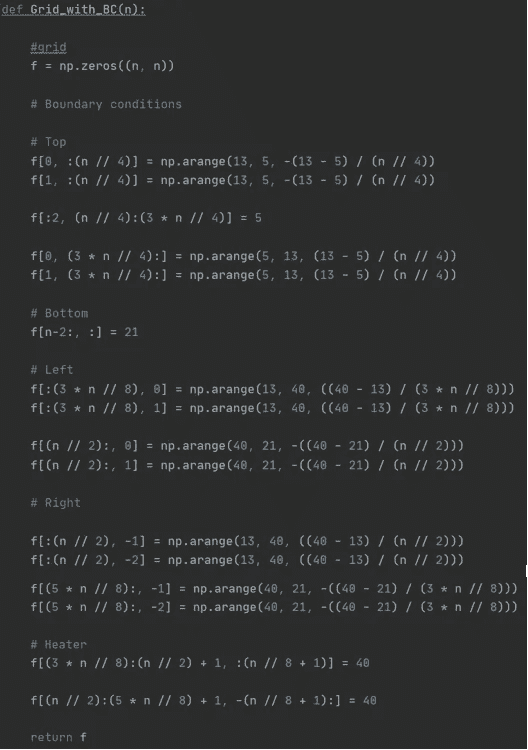 def Grid_with_BC(n):
#grid
f = np.zeros((n, n))
# Boundary conditions
# Top
f[0, :(n // 4)] = np.arange(13, 5, -(13 - 5) / (n // 4))
f[1, :(n // 4)] = np.arange(13, 5, -(13 - 5) / (n // 4))
f[:2, (n // 4):(3 * n // 4)] = 5
f[0, (3 * n // 4):] = np.arange(5, 13, (13 - 5) / (n // 4))
f[1, (3 * n // 4):] = np.arange(5, 13, (13 - 5) / (n // 4))
# Bottom
f[n-2:, :] = 21
# Left
f[:(3 * n // 8), 0] = np.arange(13, 40, ((40 - 13) / (3 * n // 8)))
f[:(3 * n // 8), 1] = np.arange(13, 40, ((40 - 13) / (3 * n // 8)))
f[(n // 2):, 0] = np.arange(40, 21, -((40 - 21) / (n // 2)))
f[(n // 2):, 1] = np.arange(40, 21, -((40 - 21) / (n // 2)))
# Right
f[:(n // 2), -1] = np.arange(13, 40, ((40 - 13) / (n // 2)))
f[:(n // 2), -2] = np.arange(13, 40, ((40 - 13) / (n // 2)))
f[(5 * n // 8):, -1] = np.arange(40, 21, -((40 - 21) / (3 * n // 8)))
f[(5 * n // 8):, -2] = np.arange(40, 21, -((40 - 21) / (3 * n // 8)))
# Heater
f[(3 * n // 8):(n // 2) + 1, :(n // 8 + 1)] = 40
f[(n // 2):(5 * n // 8) + 1, -(n // 8 + 1):] = 40
return f